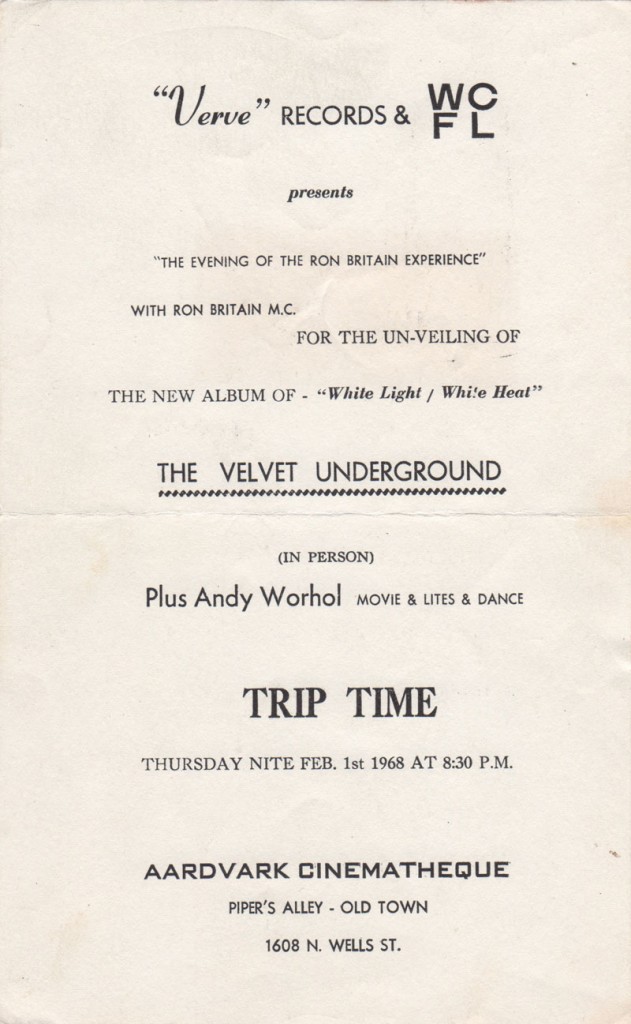 "Verve" RECORDS & WCFL
presents
"THE EVENING OF THE RON BRITAIN EXPERIENCE"
WITH RON BRITAIN M.C.
FOR THE UN-VEILING OF
THE NEW ALBUM OF - "White Light / White Heat"
THE VELVET UNDERGROUND
(IN PERSON)
Plus Andy Worhol MOVIE & LITES & DANCE
TRIP TIME
THURSDAY NITE FEB. 1st 1968 AT 8:30 P.M.
AARDVARK CINEMATHEQUE
PIPER'S ALLEY - OLD TOWN
1608 N. WELLS ST.